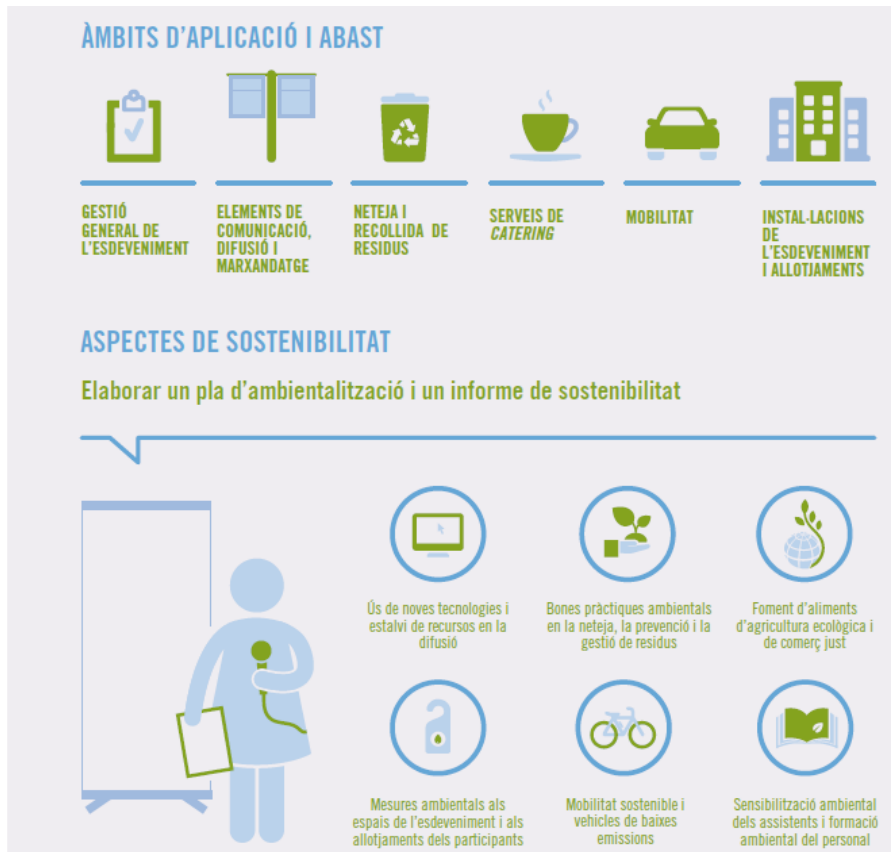 ÀMBITS D'APLICACIÓ I ABAST
GESTIÓ
GENERAL DE
L'ESDEVENIMENT
ELEMENTS DE
COMUNICACIÓ,
DIFUSIÓ I
MARXANDATGE
NETEJA I
RECOLLIDA DE
RESIDUS
SERVEIS DE
CATERING
MOBILITAT
INSTAL·LACIONS
DE
L'ESDEVENIMENT
I ALLOTJAMENTS
ASPECTES DE SOSTENIBILITAT
Elaborar un pla d'ambientalització i un informe de sostenibilitat
Ús de noves tecnologies i
estalvi de recursos en la
difusió
Bones pràctiques ambientals
en la neteja, la prevenció i la
gestió de residus
Foment d'aliments
d'agricultura ecològica i
de comerç just
Mesures ambientals als
espais de l'esdeveniment i als
allotjaments dels participants
Mobilitat sostenible i
vehicles de baixes
emissions
Sensibilització ambiental
dels assistents i formació
ambiental del personal